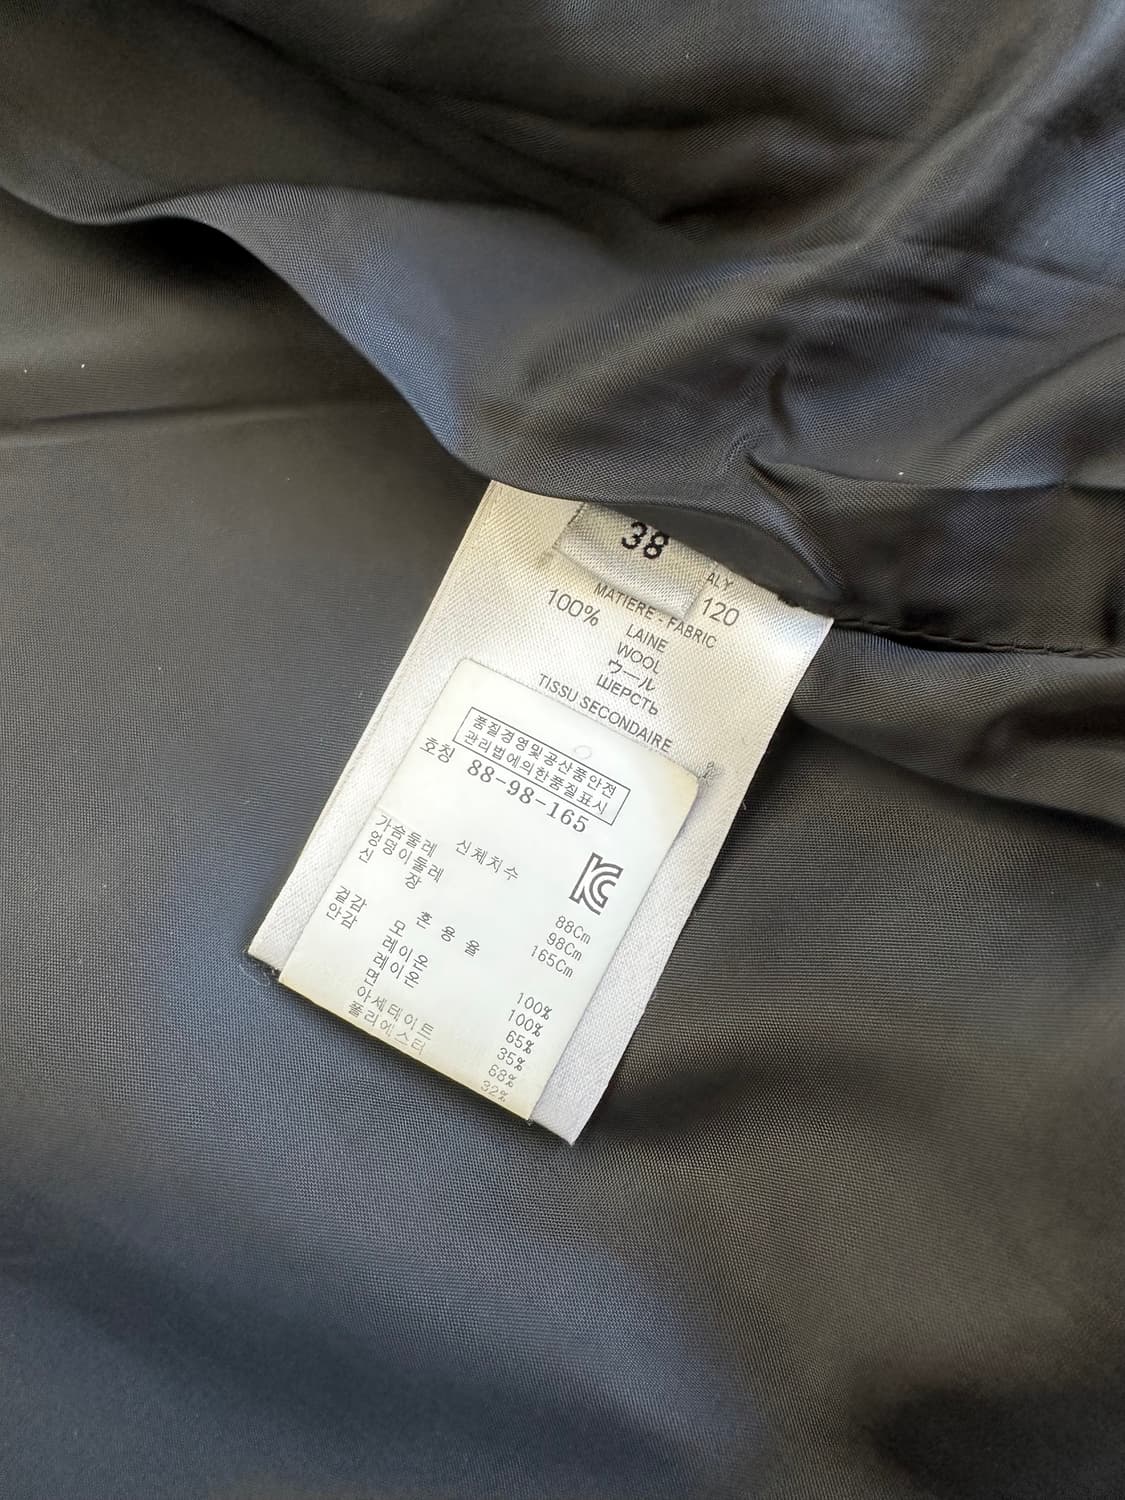 38
ALY
120
MATIERE - FABRIC
100%
LAINE
WOOL
ウール
ШЕРСТЬ
TISSU SECONDAIRE
품질경영및공산품안전
관리법에의한품질표시
호칭 88-98-165
신체치수
가슴둘레 88Cm
엉덩이둘레 98Cm
신 장 165Cm
혼 용 율
겉감 모 100%
안감 레이온 100%
레이온 65%
면 35%
아세테이트 68%
폴리에스터 32%